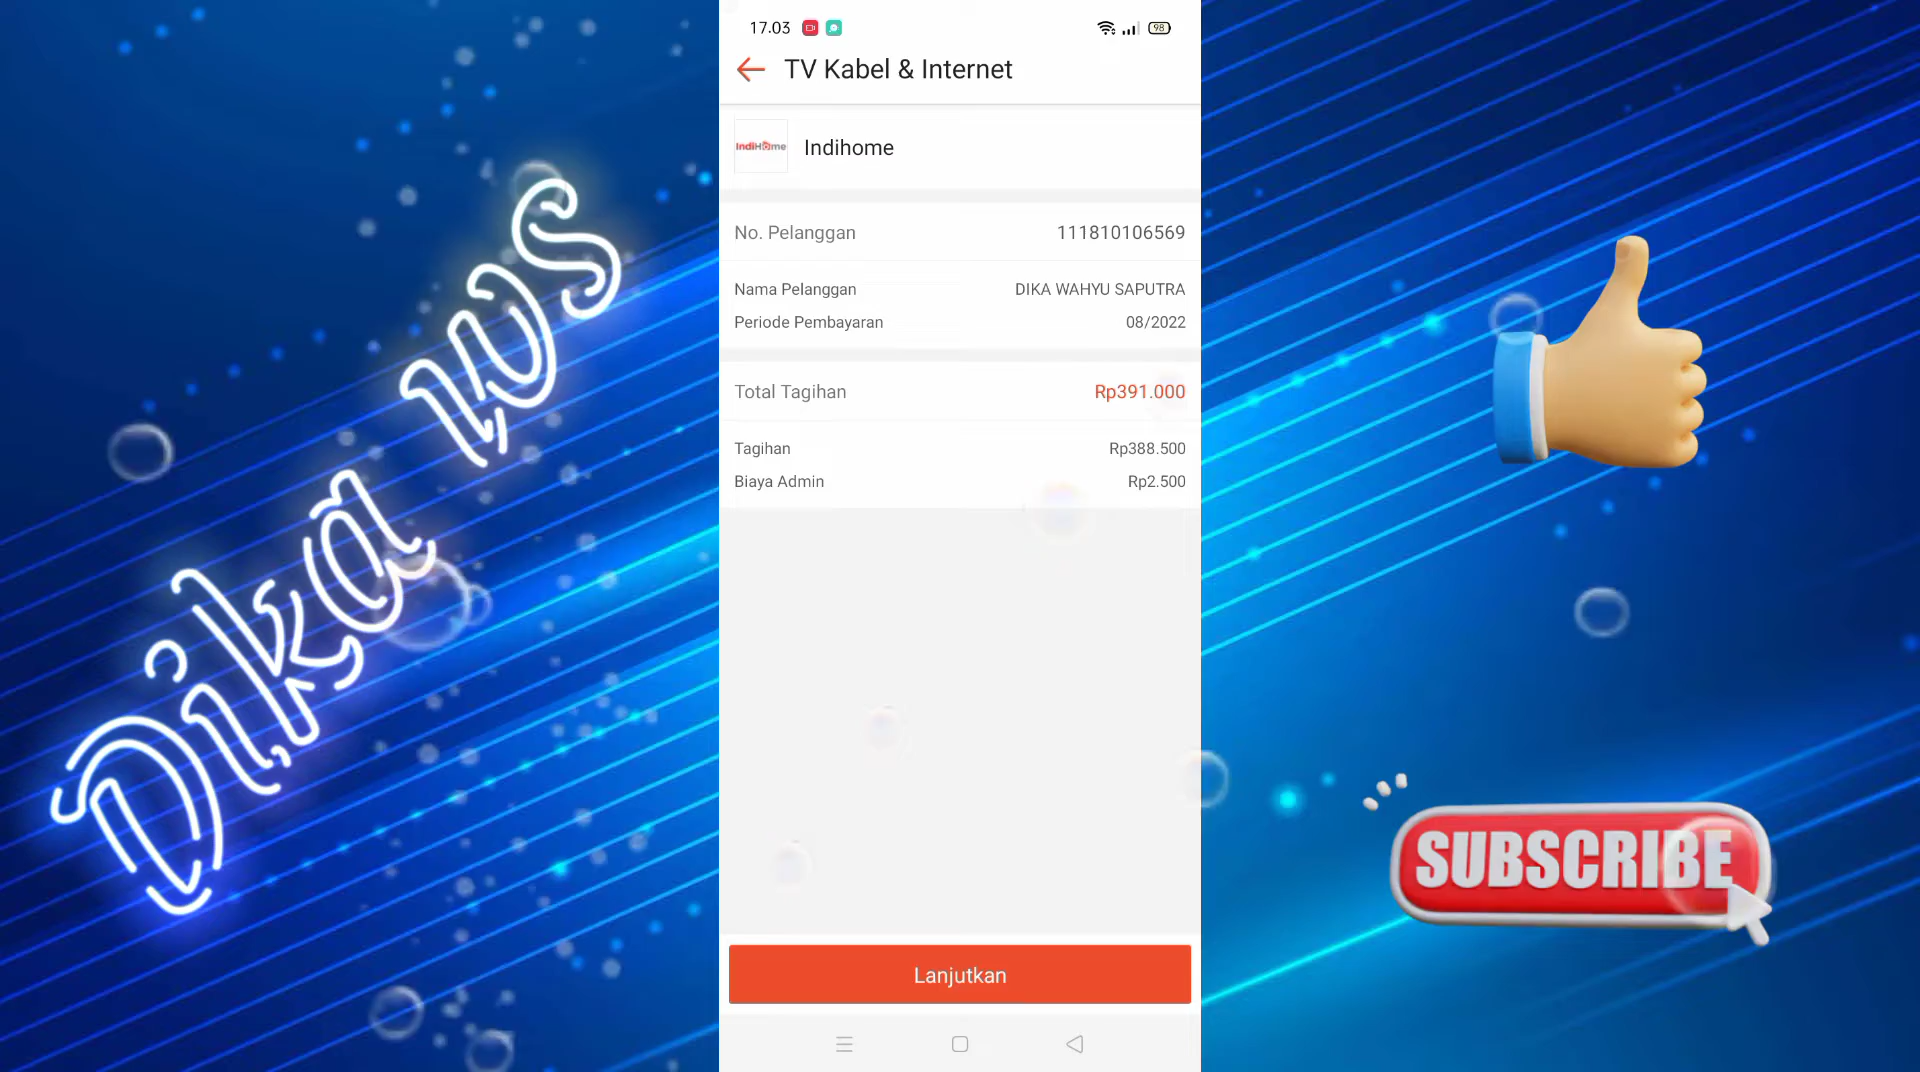 Dika ws
17.03
98
TV Kabel & Internet
IndiHome
Indihome
No. Pelanggan 111810106569
Nama Pelanggan DIKA WAHYU SAPUTRA
Periode Pembayaran 08/2022
Total Tagihan Rp391.000
Tagihan Rp388.500
Biaya Admin Rp2.500
Lanjutkan
SUBSCRIBE